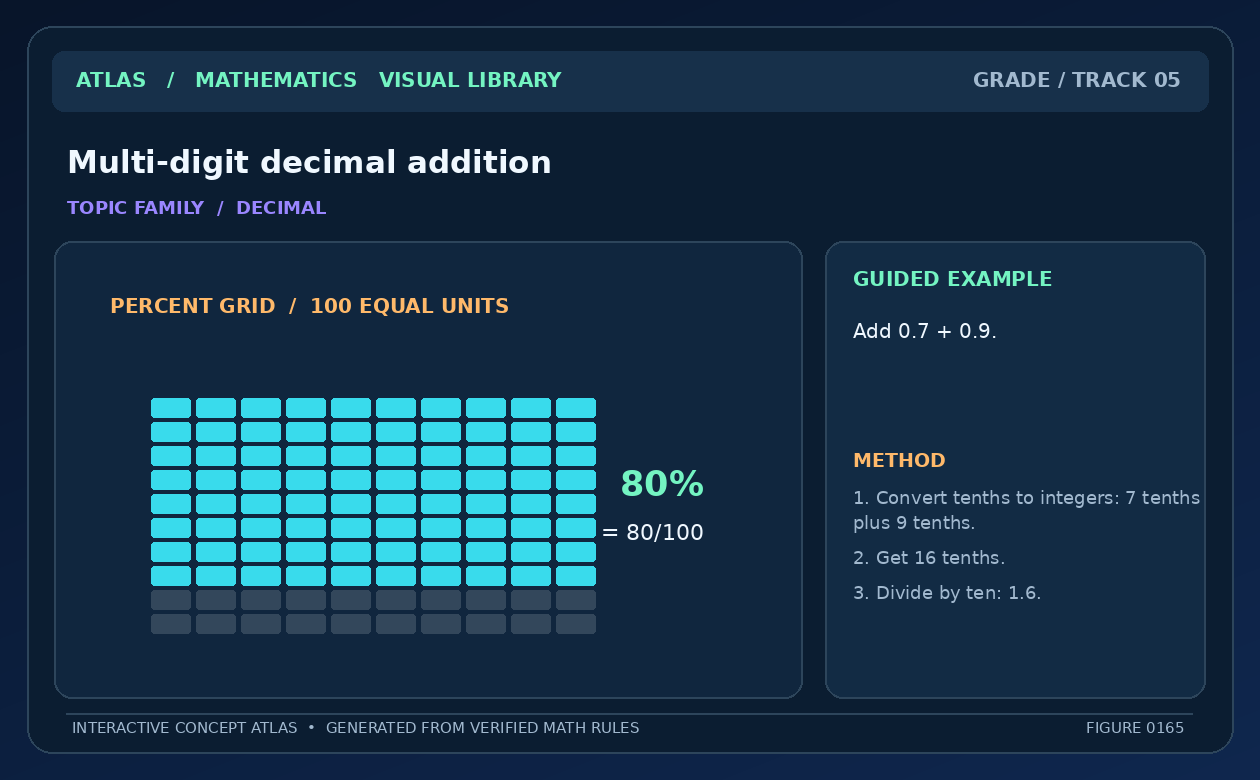 ATLAS / MATHEMATICS VISUAL LIBRARY
GRADE / TRACK 05
Multi-digit decimal addition
TOPIC FAMILY / DECIMAL
PERCENT GRID / 100 EQUAL UNITS
80%
= 80/100
GUIDED EXAMPLE
Add 0.7 + 0.9.
METHOD
1. Convert tenths to integers: 7 tenths
plus 9 tenths.
2. Get 16 tenths.
3. Divide by ten: 1.6.
INTERACTIVE CONCEPT ATLAS • GENERATED FROM VERIFIED MATH RULES
FIGURE 0165